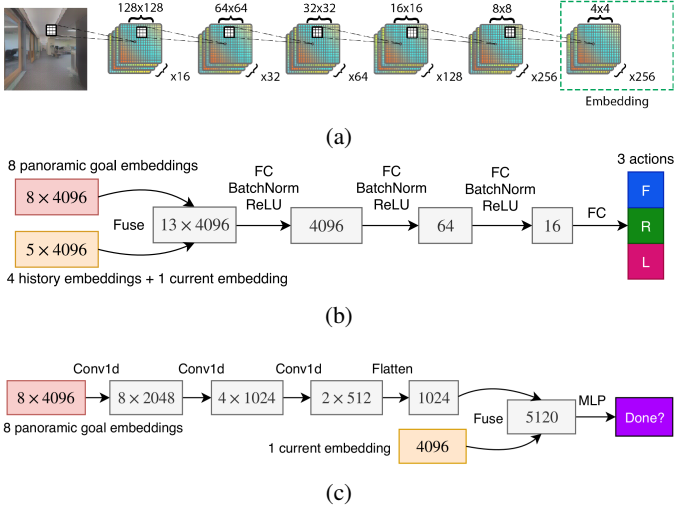 128x128 64x64 32x32 16x16 8x8 4x4
x16 x32 x64 x128 x256 x256
Embedding
(a)
8 panoramic goal embeddings
8 × 4096
Fuse
13 × 4096
FC
BatchNorm
ReLU
4096
FC
BatchNorm
ReLU
64
FC
BatchNorm
ReLU
16
FC
3 actions
F
R
L
5 × 4096
4 history embeddings + 1 current embedding
(b)
Conv1d Conv1d Conv1d Flatten
8 × 4096 8 × 2048 4 × 1024 2 × 512 1024
8 panoramic goal embeddings
Fuse
5120
MLP
Done?
1 current embedding 4096
(c)